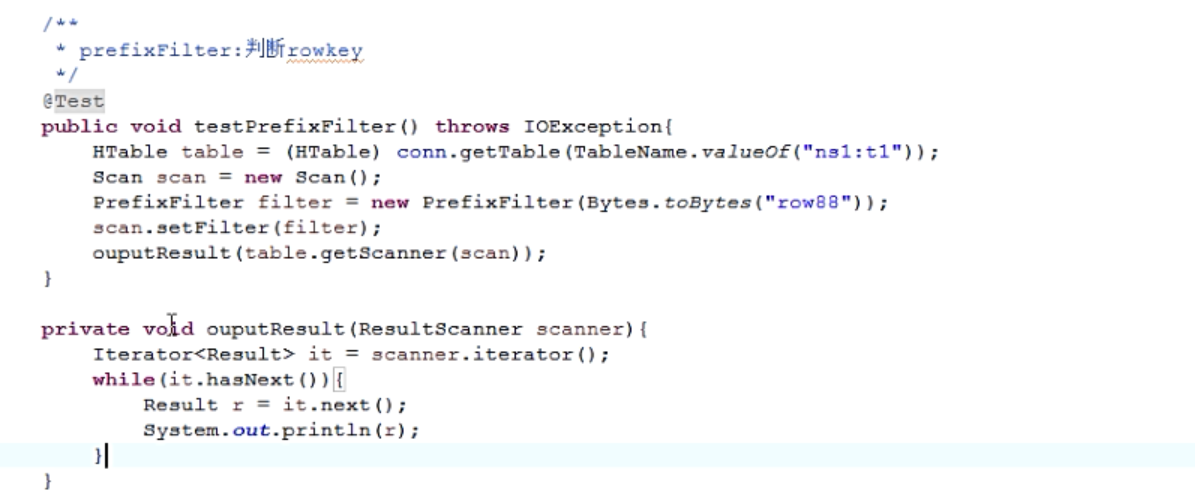 /**
 * prefixFilter:判断rowkey
 */
@Test
public void testPrefixFilter() throws IOException{
    HTable table = (HTable) conn.getTable(TableName.valueOf("ns1:t1"));
    Scan scan = new Scan();
    PrefixFilter filter = new PrefixFilter(Bytes.toBytes("row88"));
    scan.setFilter(filter);
    ouputResult(table.getScanner(scan));
}
private void ouputResult(ResultScanner scanner){
    Iterator<Result> it = scanner.iterator();
    while(it.hasNext()){
        Result r = it.next();
        System.out.println(r);
    }
}